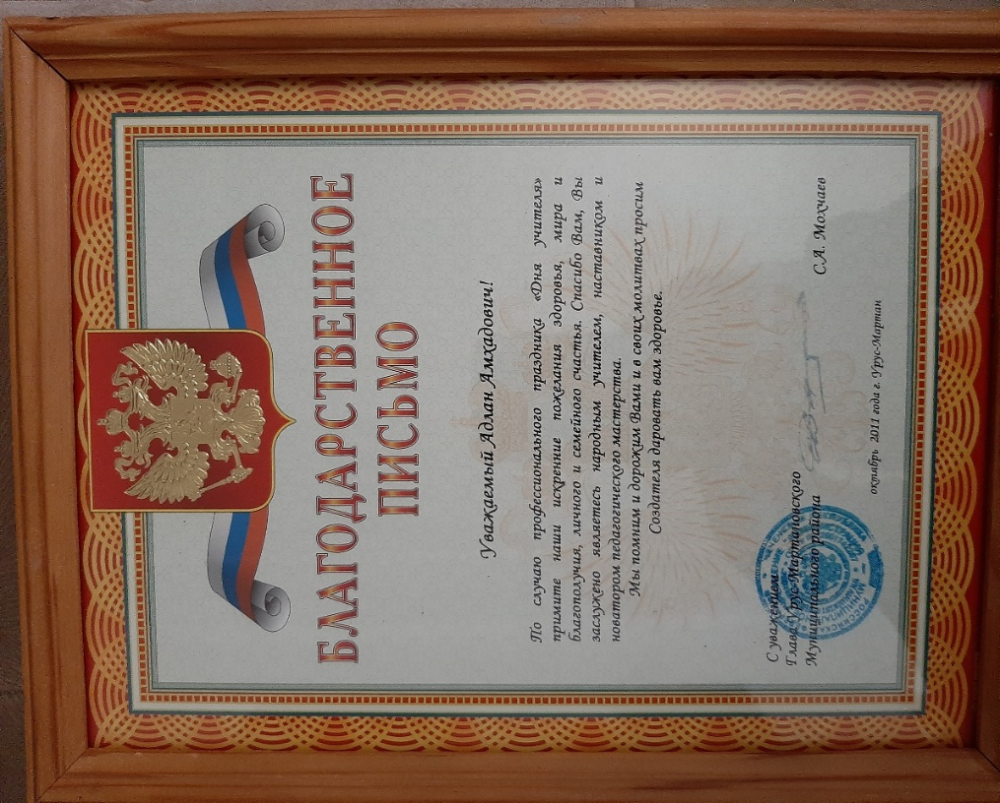 БЛАГОДАРСТВЕННОЕ
ПИСЬМО
Уважаемый Адлан Амхадович!
По случаю профессионального праздника «Дня учителя»
примите наши искренние пожелания здоровья, мира и
благополучия, личного и семейного счастья. Спасибо Вам, Вы
заслужено являетесь народным учителем, наставником и
новатором педагогического мастерства.
Мы помним и дорожим Вами и в своих молитвах просим
Создателя даровать вам здоровье.
С уважением
Глава Урус-Мартановского
Муниципального района
С.А. Мохчаев
октябрь 2011 года г. Урус-Мартан